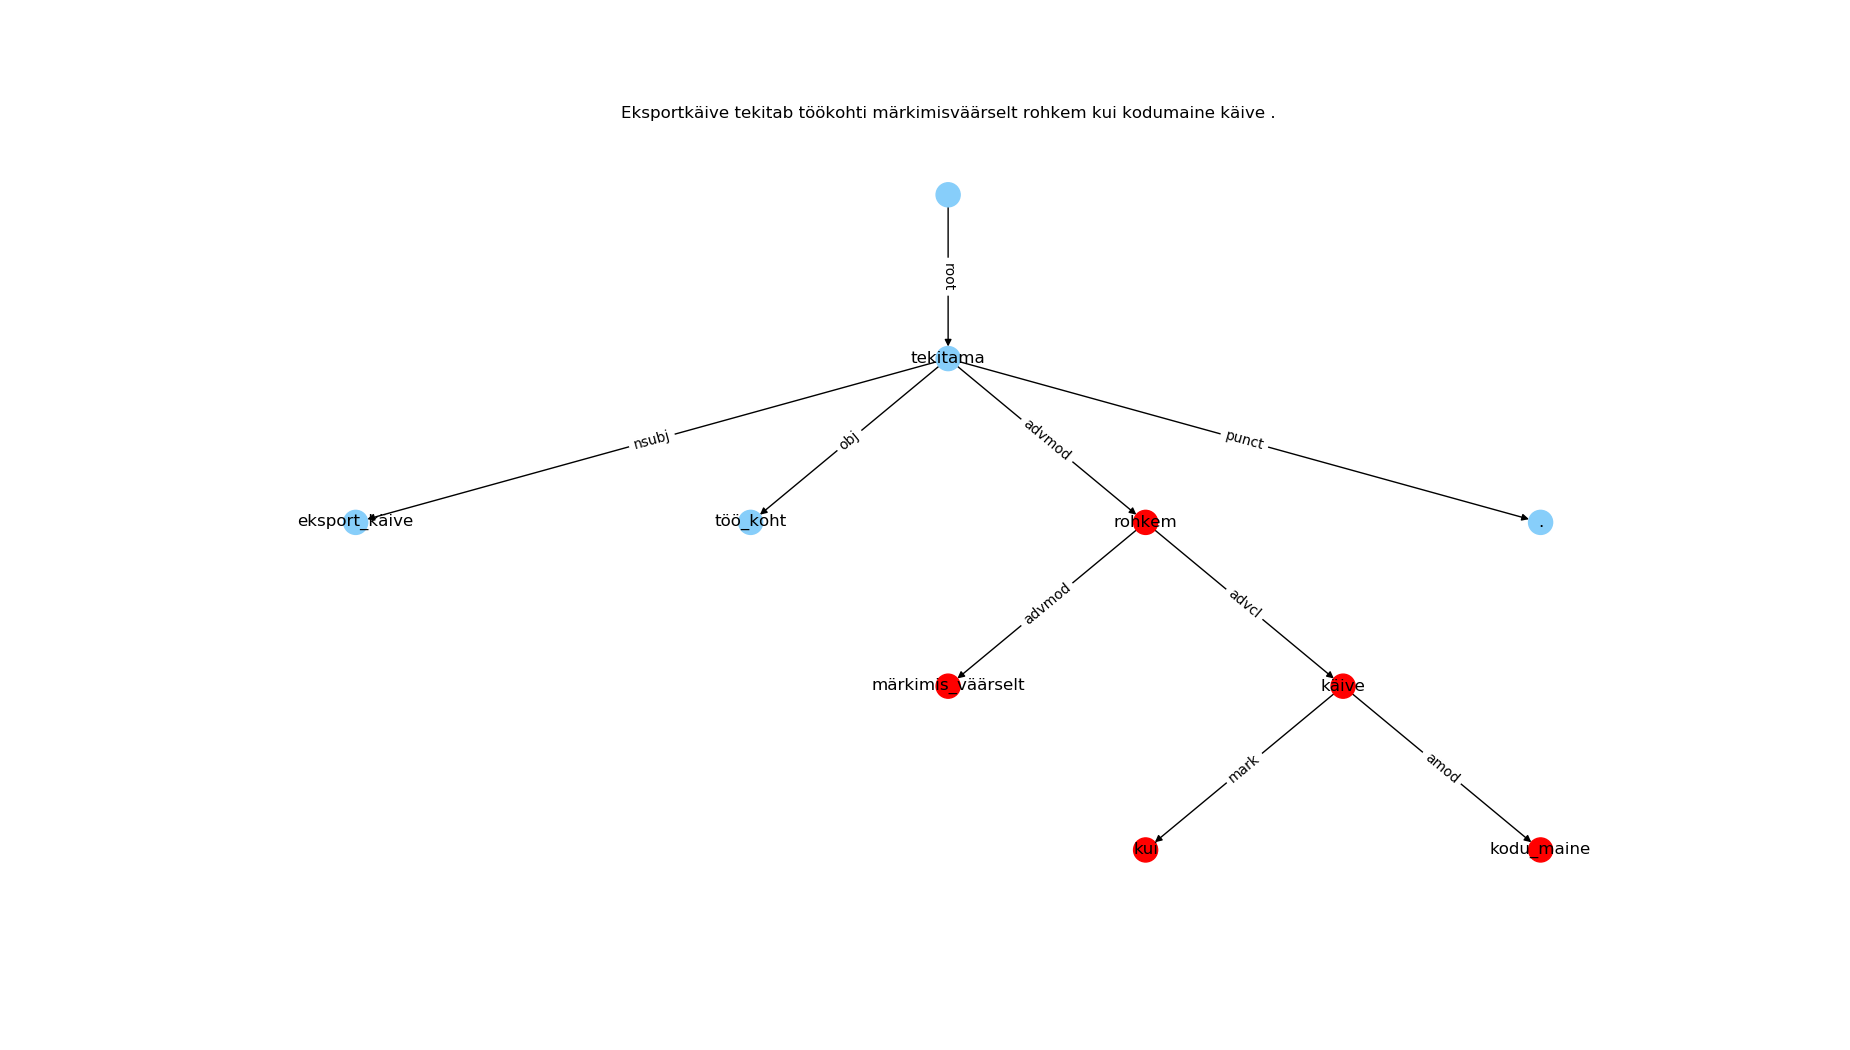 Eksportkäive tekitab töökohti märkimisväärselt rohkem kui kodumaine käive .
root
tekitama
nsubj
obj
advmod
punct
eksport_käive
töö_koht
rohkem
.
advmod
advcl
märkimis_väärselt
käive
mark
amod
kui
kodu_maine